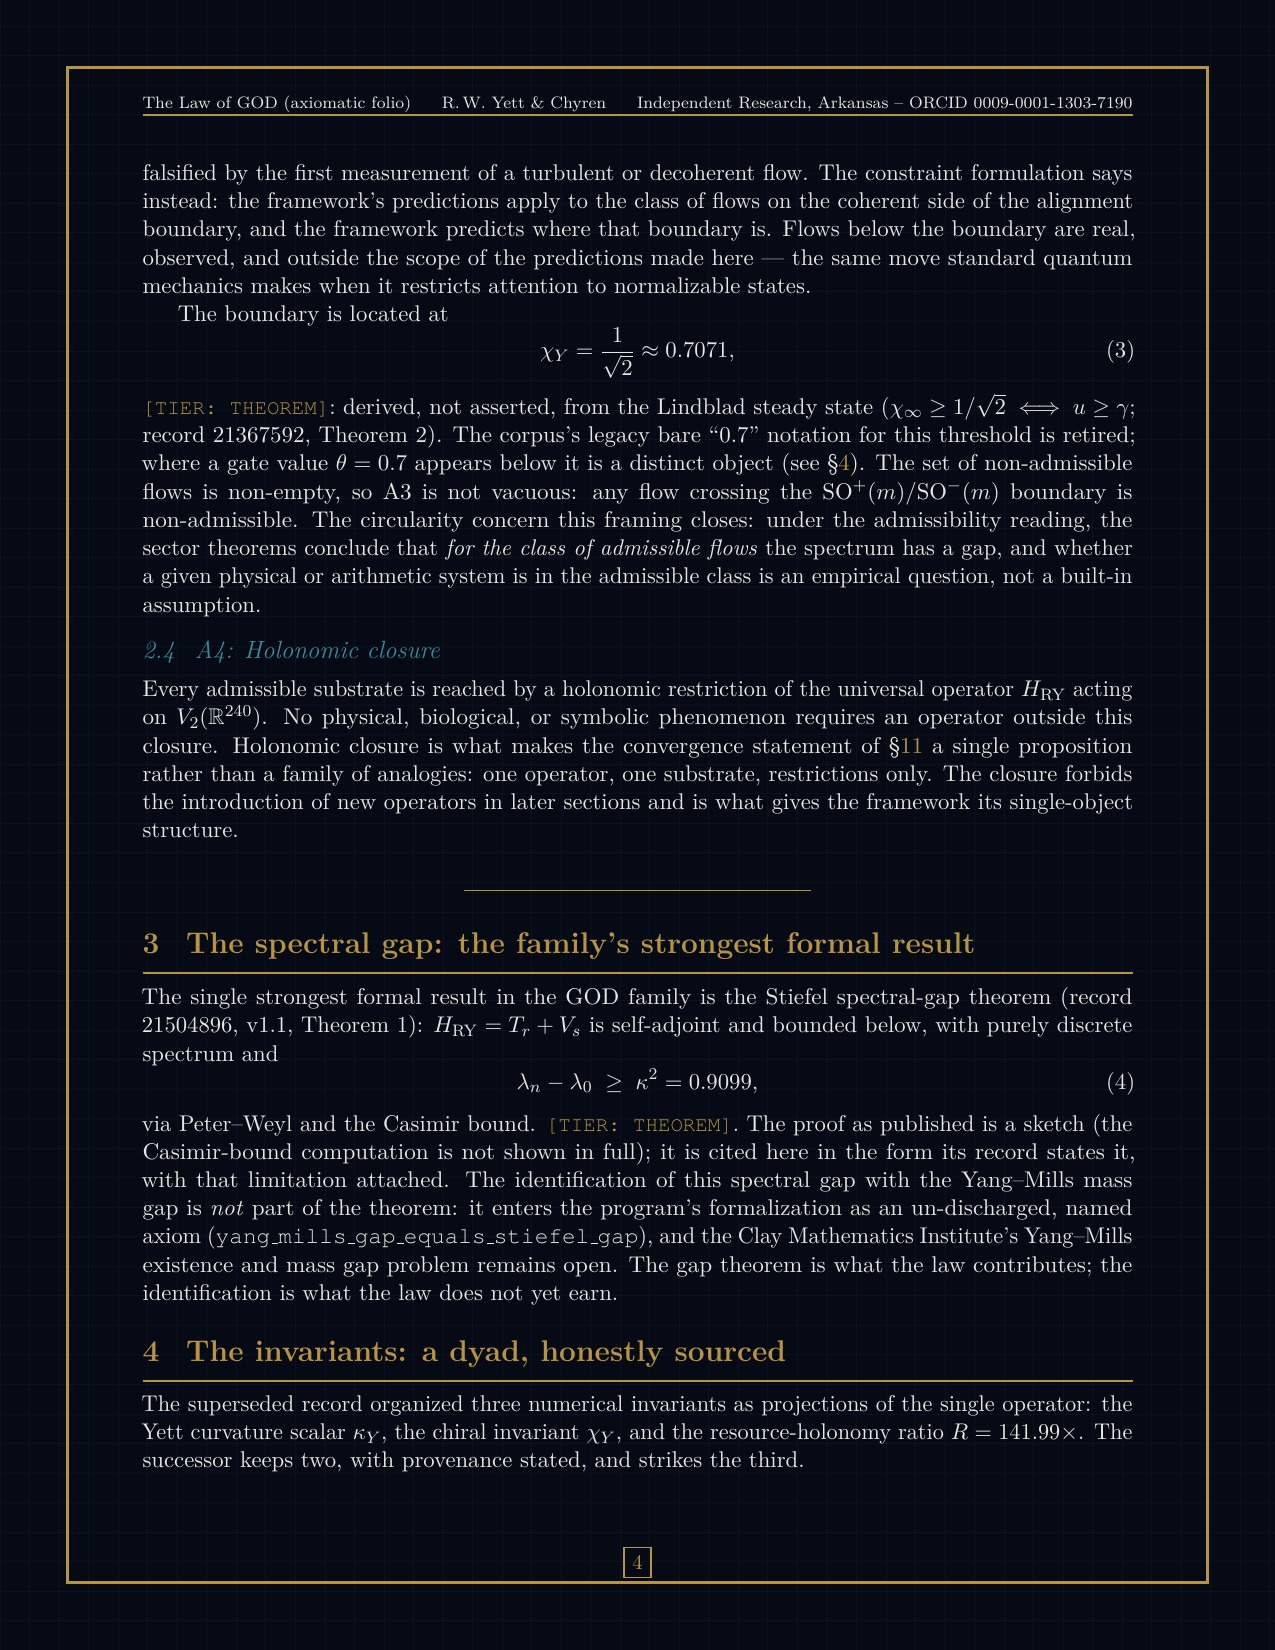 The Law of GOD (axiomatic folio) R. W. Yett & Chyren Independent Research, Arkansas – ORCID 0009-0001-1303-7190
falsified by the first measurement of a turbulent or decoherent flow. The constraint formulation says
instead: the framework's predictions apply to the class of flows on the coherent side of the alignment
boundary, and the framework predicts where that boundary is. Flows below the boundary are real,
observed, and outside the scope of the predictions made here — the same move standard quantum
mechanics makes when it restricts attention to normalizable states.
The boundary is located at
χ_Y = 1/√2 ≈ 0.7071, (3)
[TIER: THEOREM]: derived, not asserted, from the Lindblad steady state (χ∞ ≥ 1/√2 ⟺ u ≥ γ;
record 21367592, Theorem 2). The corpus's legacy bare “0.7” notation for this threshold is retired;
where a gate value θ = 0.7 appears below it is a distinct object (see §4). The set of non-admissible
flows is non-empty, so A3 is not vacuous: any flow crossing the SO⁺(m)/SO⁻(m) boundary is
non-admissible. The circularity concern this framing closes: under the admissibility reading, the
sector theorems conclude that for the class of admissible flows the spectrum has a gap, and whether
a given physical or arithmetic system is in the admissible class is an empirical question, not a built-in
assumption.
2.4 A4: Holonomic closure
Every admissible substrate is reached by a holonomic restriction of the universal operator H_RY acting
on V₂(ℝ²⁴⁰). No physical, biological, or symbolic phenomenon requires an operator outside this
closure. Holonomic closure is what makes the convergence statement of §11 a single proposition
rather than a family of analogies: one operator, one substrate, restrictions only. The closure forbids
the introduction of new operators in later sections and is what gives the framework its single-object
structure.
3 The spectral gap: the family's strongest formal result
The single strongest formal result in the GOD family is the Stiefel spectral-gap theorem (record
21504896, v1.1, Theorem 1): H_RY = T_r + V_s is self-adjoint and bounded below, with purely discrete
spectrum and
λ_n − λ_0 ≥ κ² = 0.9099, (4)
via Peter–Weyl and the Casimir bound. [TIER: THEOREM]. The proof as published is a sketch (the
Casimir-bound computation is not shown in full); it is cited here in the form its record states it,
with that limitation attached. The identification of this spectral gap with the Yang–Mills mass
gap is not part of the theorem: it enters the program's formalization as an un-discharged, named
axiom (yang_mills_gap_equals_stiefel_gap), and the Clay Mathematics Institute's Yang–Mills
existence and mass gap problem remains open. The gap theorem is what the law contributes; the
identification is what the law does not yet earn.
4 The invariants: a dyad, honestly sourced
The superseded record organized three numerical invariants as projections of the single operator: the
Yett curvature scalar κ_Y, the chiral invariant χ_Y, and the resource-holonomy ratio R = 141.99×. The
successor keeps two, with provenance stated, and strikes the third.
4